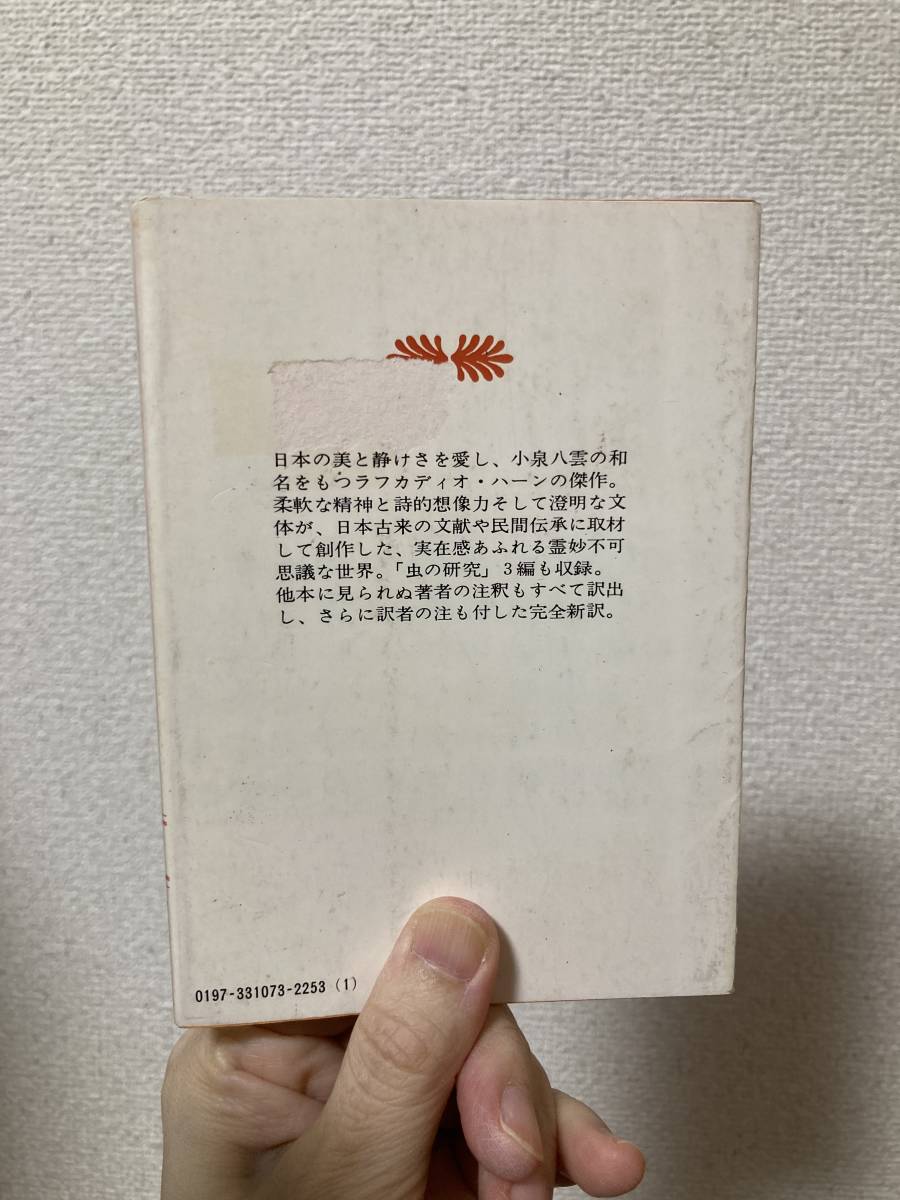 日本の美と静けさを愛し、小泉八雲の和
名をもつラフカディオ・ハーンの傑作。
柔軟な精神と詩的想像力そして澄明な文
体が、日本古来の文献や民間伝承に取材
して創作した、実在感あふれる霊妙不可
思議な世界。「虫の研究」3編も収録。
他本に見られぬ著者の注釈もすべて訳出
し、さらに訳者の注も付した完全新訳。
0197-331073-2253(1)